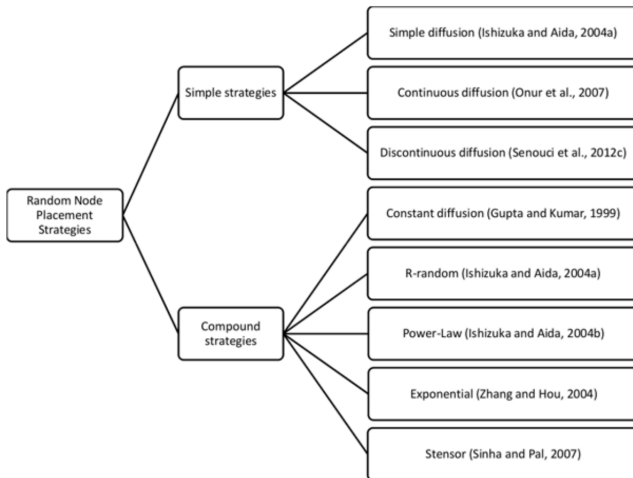 Simple diffusion (Ishizuka and Aida, 2004a)
Simple strategies
Continuous diffusion (Onur et al., 2007)
Discontinuous diffusion (Senouci et al., 2012c)
Random Node
Placement
Strategies
Constant diffusion (Gupta and Kumar, 1999)
R-random (Ishizuka and Aida, 2004a)
Compound
strategies
Power-Law (Ishizuka and Aida, 2004b)
Exponential (Zhang and Hou, 2004)
Stensor (Sinha and Pal, 2007)